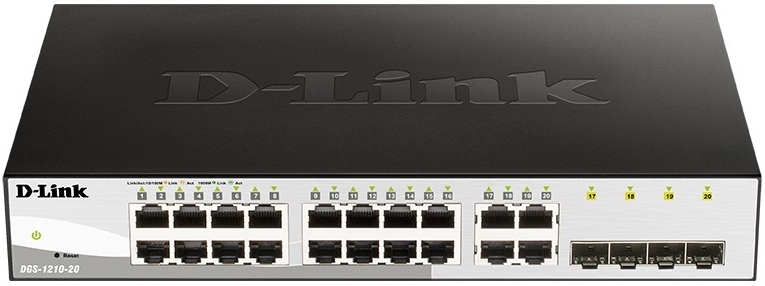 D-Link
Link/Act 10/100M Link Act 1000M Link Act
1 2 3 4 5 6 7 8
9 10 11 12 13 14 15 16
17 18 19 20
17 18 19 20
D-Link
Reset
DGS-1210-20